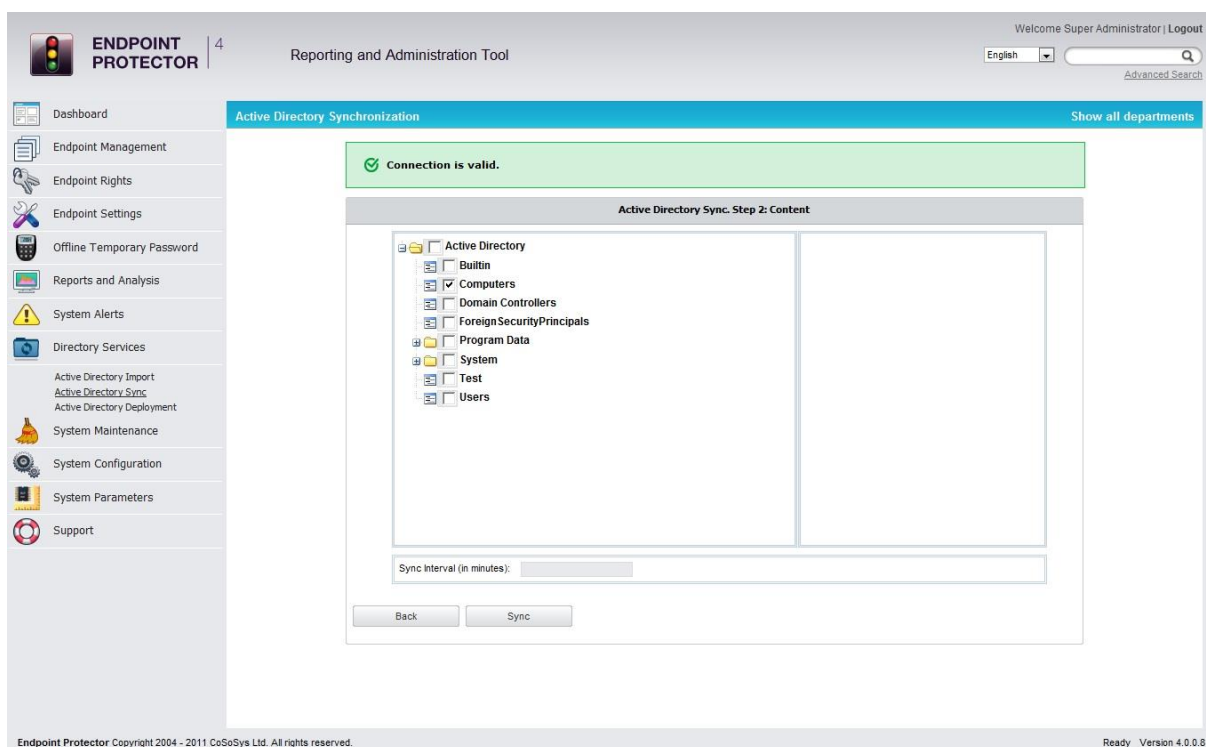 Welcome Super Administrator | Logout
ENDPOINT PROTECTOR 4
Reporting and Administration Tool
English
Advanced Search
Dashboard
Endpoint Management
Endpoint Rights
Endpoint Settings
Offline Temporary Password
Reports and Analysis
System Alerts
Directory Services
Active Directory Import
Active Directory Sync
Active Directory Deployment
System Maintenance
System Configuration
System Parameters
Support
Active Directory Synchronization
Show all departments
Connection is valid.
Active Directory Sync. Step 2: Content
Active Directory
Builtin
Computers
Domain Controllers
ForeignSecurityPrincipals
Program Data
System
Test
Users
Sync Interval (in minutes):
Back
Sync
Endpoint Protector Copyright 2004 - 2011 CoSoSys Ltd. All rights reserved.
Ready Version 4.0.0.8